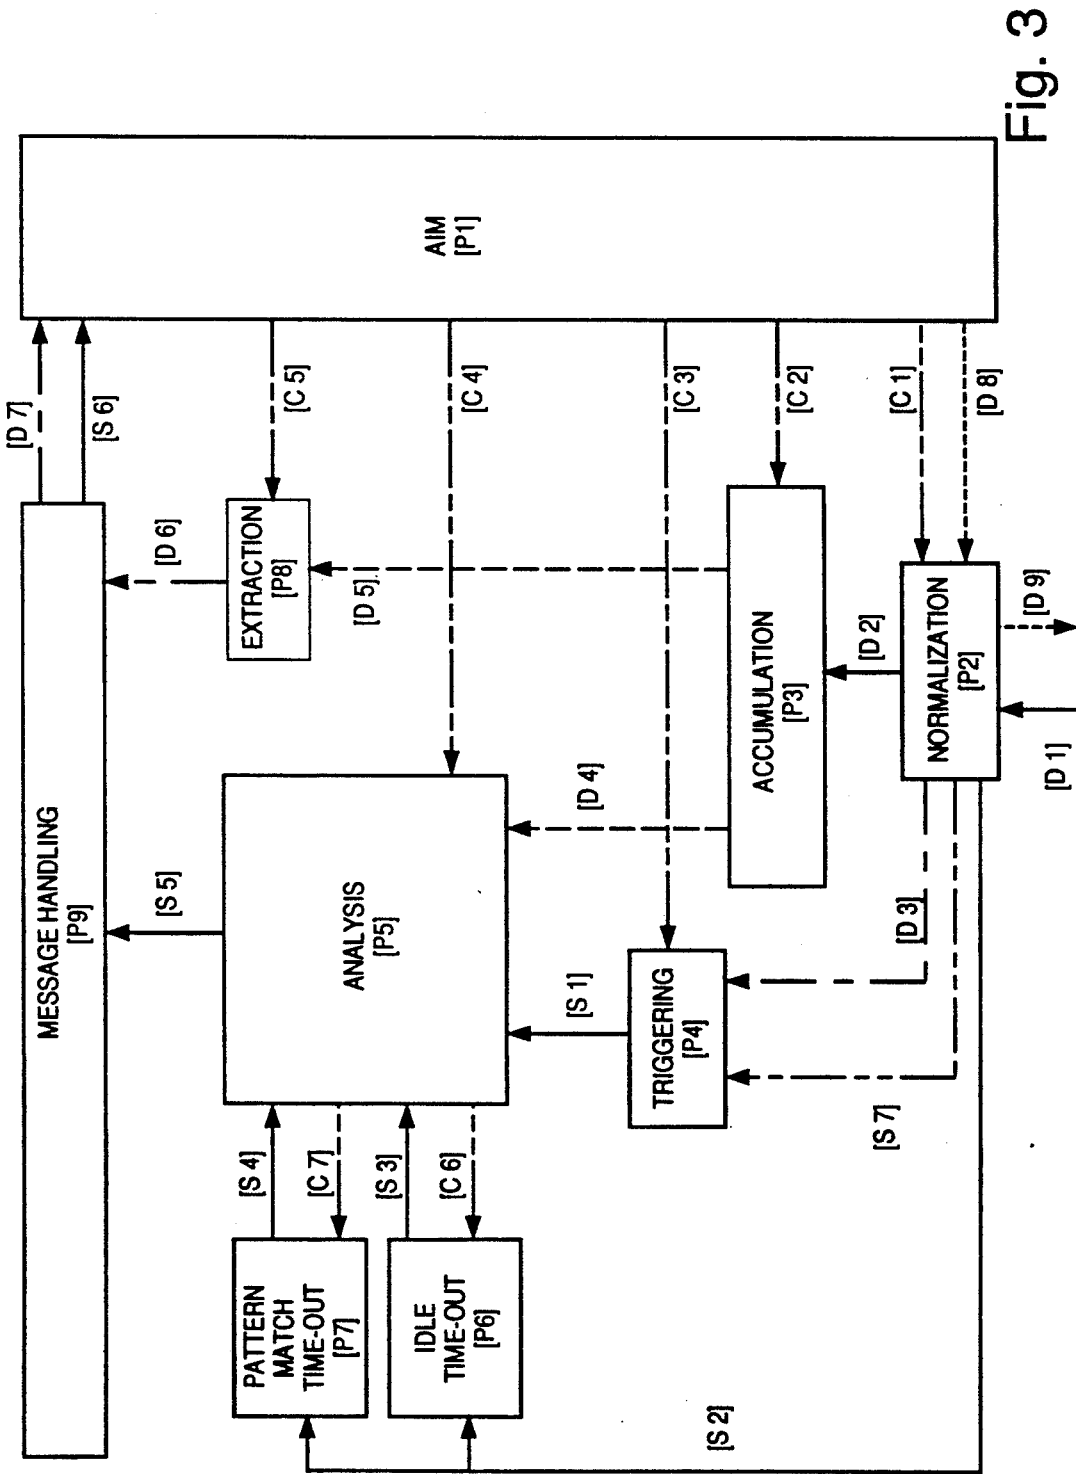 MESSAGE HANDLING
[P9]
[D 7]
[S 6]
AIM
[P1]
[S 5]
[D 6]
EXTRACTION
[P8]
[C 5]
[D 5]
PATTERN
MATCH
TIME-OUT
[P7]
[S 4]
[C 7]
IDLE
TIME-OUT
[P6]
[S 3]
[C 6]
ANALYSIS
[P5]
[C 4]
[D 4]
[S 1]
TRIGGERING
[P4]
[C 3]
ACCUMULATION
[P3]
[C 2]
[D 2]
[D 3]
[S 7]
[S 2]
NORMALIZATION
[P2]
[C 1]
[D 8]
[D 1]
[D 9]
Fig. 3